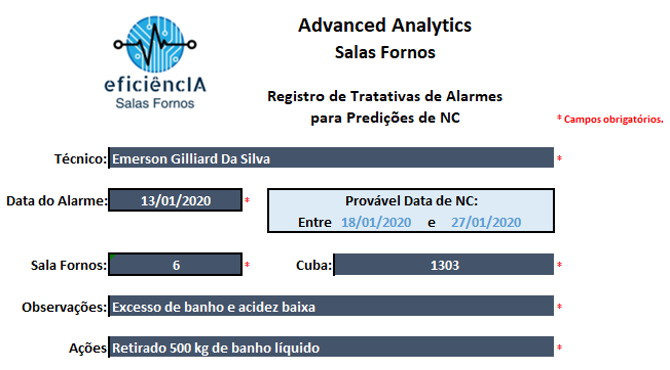 Advanced Analytics
Salas Fornos
eficiêncIA
Salas Fornos
Registro de Tratativas de Alarmes
para Predições de NC
* Campos obrigatórios.
Técnico: Emerson Gilliard Da Silva *
Data do Alarme: 13/01/2020 *
Provável Data de NC:
Entre 18/01/2020 e 27/01/2020
Sala Fornos: 6 * Cuba: 1303 *
Observações: Excesso de banho e acidez baixa *
Ações Retirado 500 kg de banho líquido *